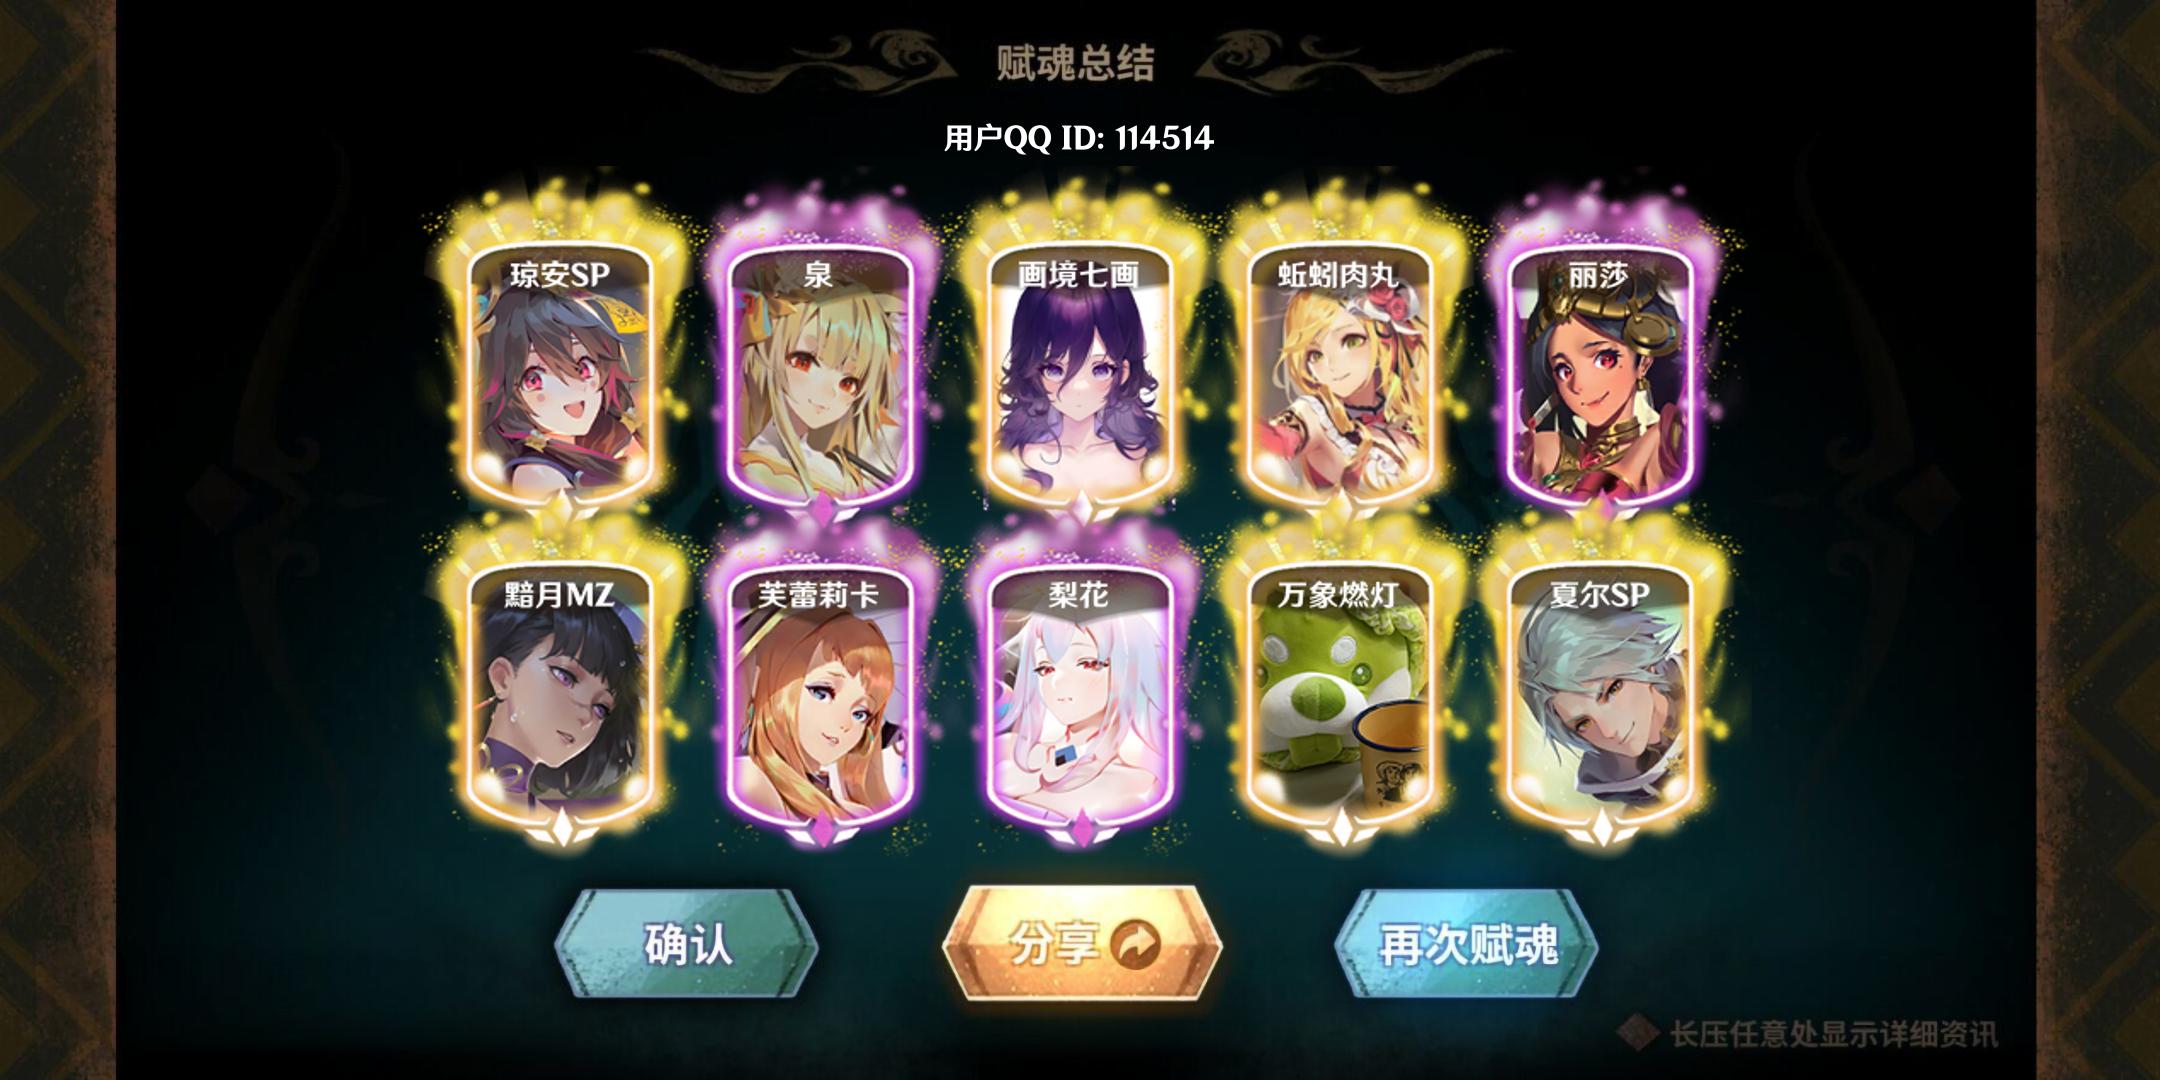 赋魂总结
用户QQ ID: 114514
琼安SP
泉
画境七画
蚯蚓肉丸
丽莎
黯月MZ
芙蕾莉卡
梨花
万象燃灯
夏尔SP
确认
分享
再次赋魂
长压任意处显示详细资讯